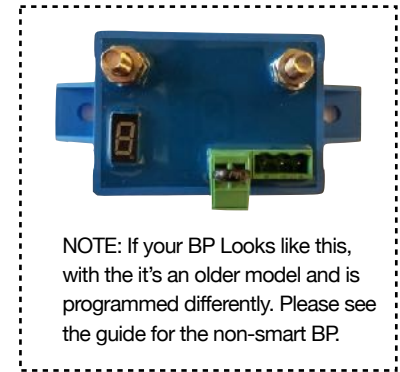 NOTE: If your BP Looks like this,
with the it's an older model and is
programmed differently. Please see
the guide for the non-smart BP.